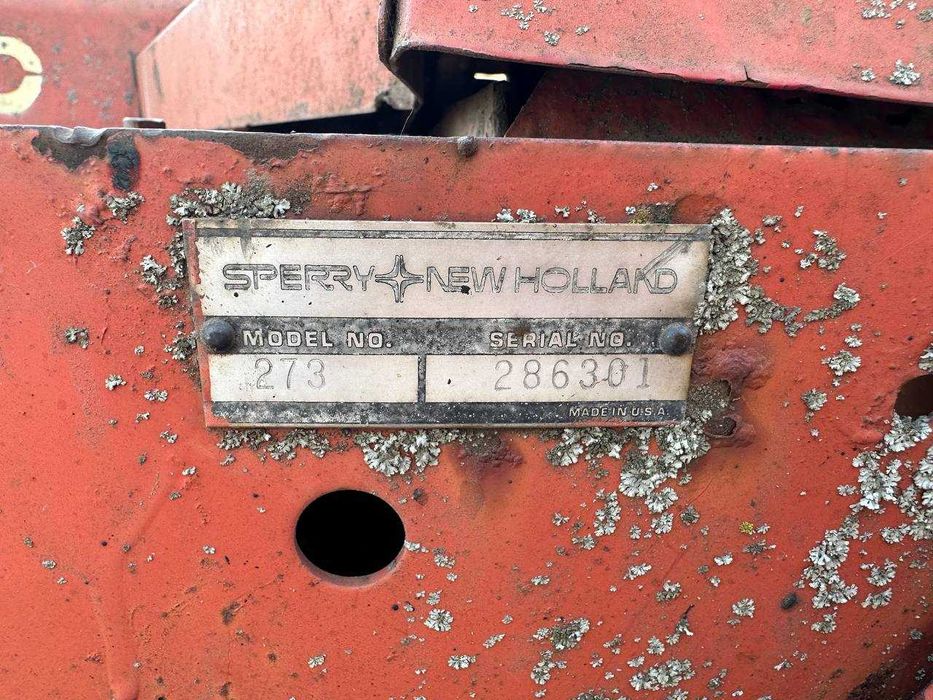 SPERRY NEW HOLLAND
MODEL NO. SERIAL NO.
273 286301
MADE IN U.S.A.